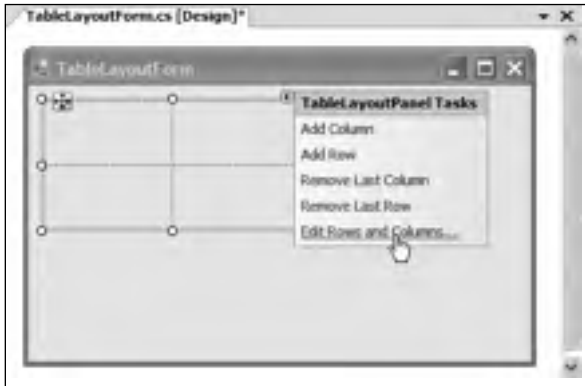 TableLayoutForm.cs [Design]*
TableLayoutForm
TableLayoutPanel Tasks
Add Column
Add Row
Remove Last Column
Remove Last Row
Edit Rows and Columns...